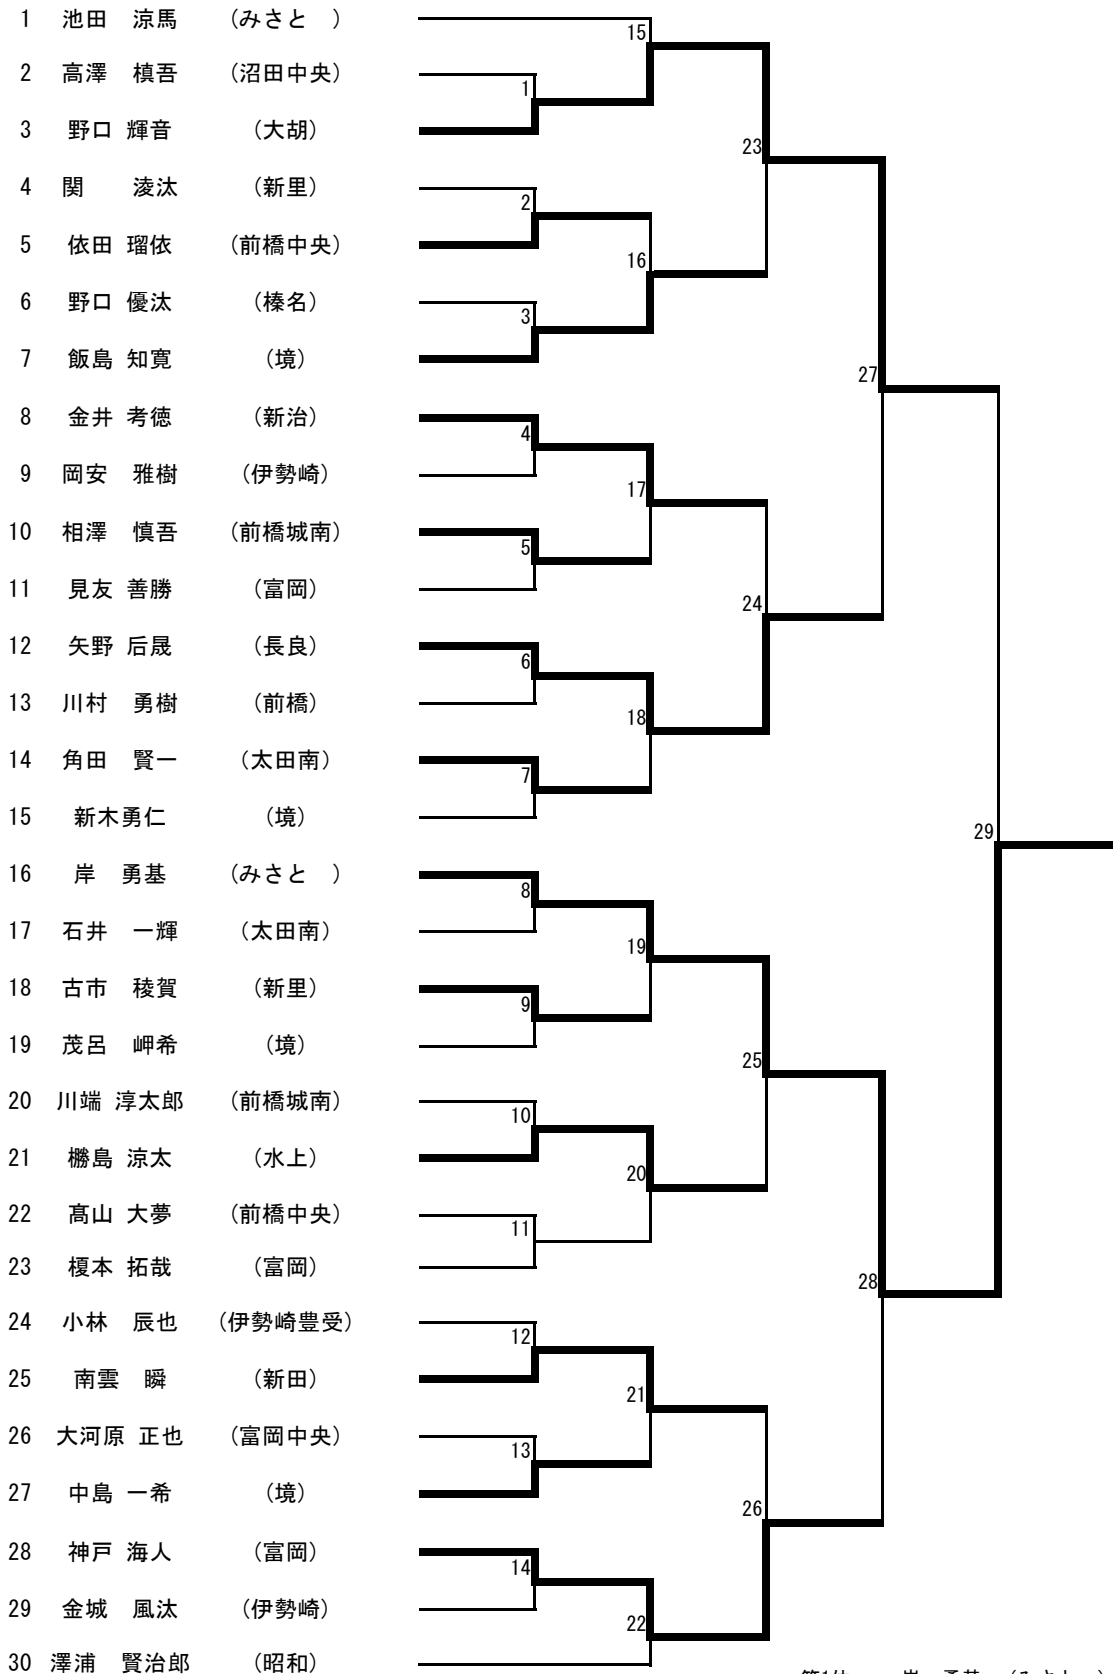 1 池田 涼馬 (みさと )
15
2 高澤 槙吾 (沼田中央)
1
3 野口 輝音 (大胡)
23
4 関 淩汰 (新里)
2
5 依田 瑠依 (前橋中央)
16
6 野口 優汰 (榛名)
3
7 飯島 知寛 (境)
27
8 金井 考徳 (新治)
4
9 岡安 雅樹 (伊勢崎)
17
10 相澤 慎吾 (前橋城南)
5
11 見友 善勝 (富岡)
24
12 矢野 后晟 (長良)
6
13 川村 勇樹 (前橋)
18
14 角田 賢一 (太田南)
7
15 新木勇仁 (境)
29
16 岸 勇基 (みさと )
8
17 石井 一輝 (太田南)
19
18 古市 稜賀 (新里)
9
19 茂呂 岬希 (境)
25
20 川端 淳太郎 (前橋城南)
10
21 橳島 涼太 (水上)
20
22 髙山 大夢 (前橋中央)
11
23 榎本 拓哉 (富岡)
28
24 小林 辰也 (伊勢崎豊受)
12
25 南雲 瞬 (新田)
21
26 大河原 正也 (富岡中央)
13
27 中島 一希 (境)
26
28 神戸 海人 (富岡)
14
29 金城 風汰 (伊勢崎)
22
30 澤浦 賢治郎 (昭和)